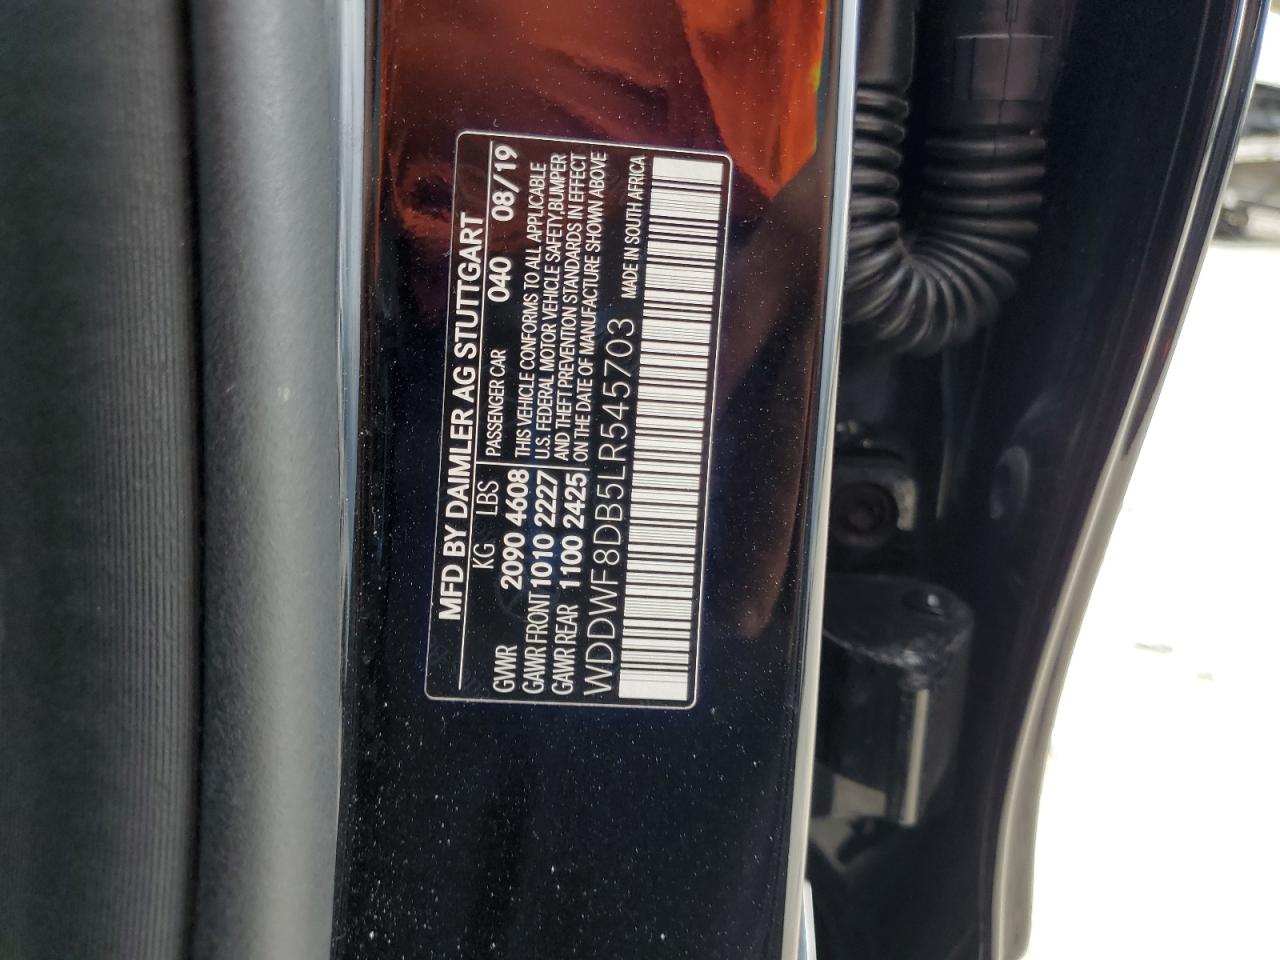 MFD BY DAIMLER AG STUTTGART
KG LBS PASSENGER CAR 040 08/19
GVWR 2090 4608
GAWR FRONT 1010 2227
GAWR REAR 1100 2425
THIS VEHICLE CONFORMS TO ALL APPLICABLE
U.S. FEDERAL MOTOR VEHICLE SAFETY, BUMPER
AND THEFT PREVENTION STANDARDS IN EFFECT
ON THE DATE OF MANUFACTURE SHOWN ABOVE
WDDWF8DB5LR545703 MADE IN SOUTH AFRICA